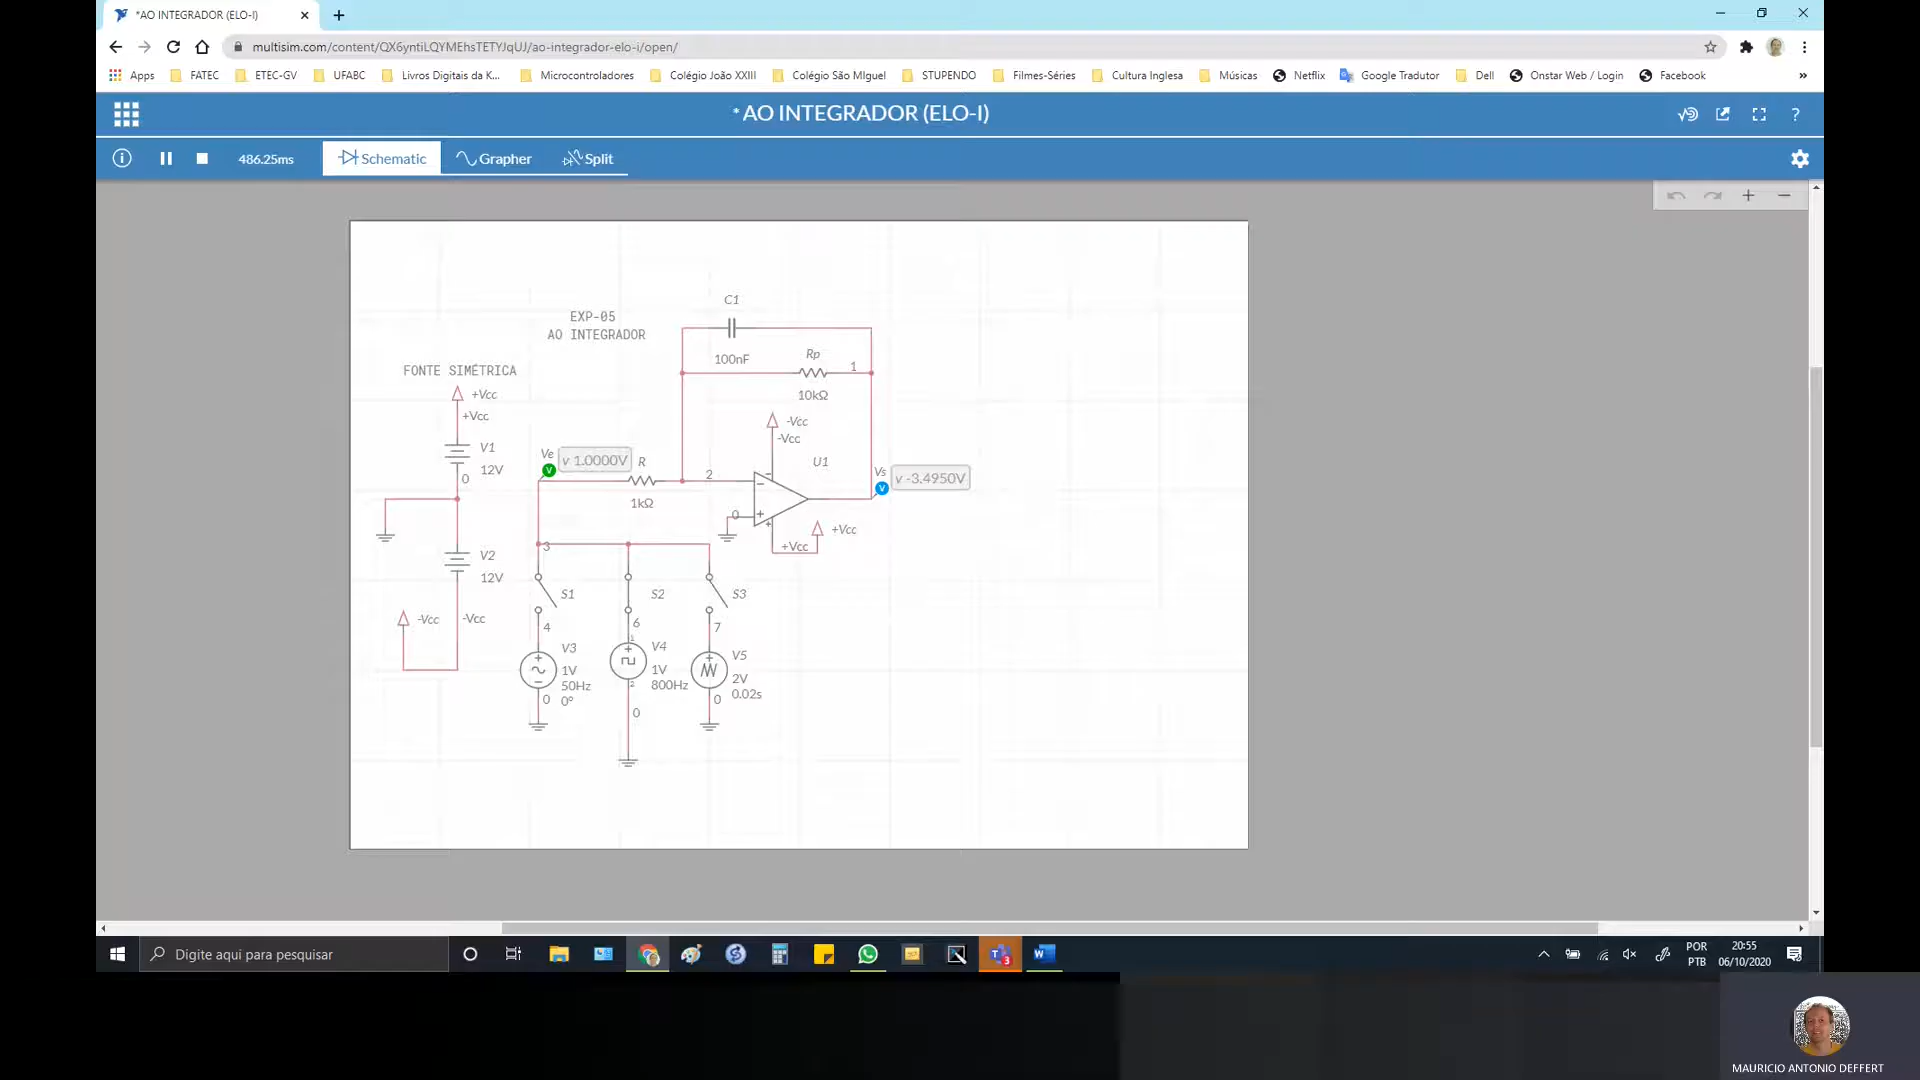 *AO INTEGRADOR (ELO-I)
multisim.com/content/QX6yntiLQYMEhsTETYJqUJ/ao-integrador-elo-i/open/
Apps FATEC ETEC-GV UFABC Livros Digitais da K... Microcontroladores Colégio João XXIII Colégio São MIguel STUPENDO Filmes-Séries Cultura Inglesa Músicas Netflix Google Tradutor Dell Onstar Web / Login Facebook »
*AO INTEGRADOR (ELO-I)
486.25ms Schematic Grapher Split
C1
EXP-05
AO INTEGRADOR
100nF
Rp
1
10kΩ
FONTE SIMÉTRICA
+Vcc
+Vcc
V1
12V
0
-Vcc
-Vcc
Ve
v 1.0000V
R
1kΩ
2
U1
Vs
v -3.4950V
0
+Vcc
+Vcc
V2
12V
-Vcc
-Vcc
3
S1
S2
S3
4
6
7
V3
1V
50Hz
0°
0
V4
1V
800Hz
1
2
0
V5
2V
0.02s
0
Digite aqui para pesquisar
3
POR
PTB
20:55
06/10/2020
MAURICIO ANTONIO DEFFERT